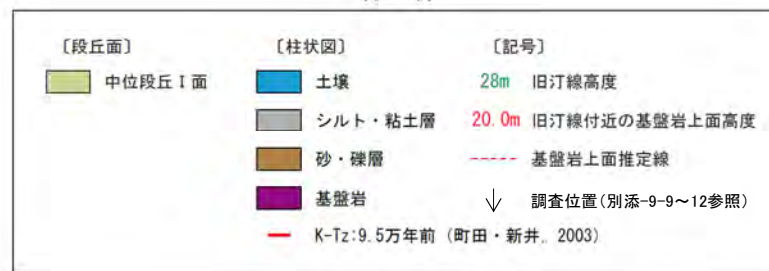 〔段丘面〕 〔柱状図〕 〔記号〕
中位段丘Ⅰ面 土壌 28m 旧汀線高度
シルト・粘土層 20.0m 旧汀線付近の基盤岩上面高度
砂・礫層 基盤岩上面推定線
基盤岩 調査位置(別添-9-9~12参照)
K-Tz:9.5万年前 (町田・新井, 2003)